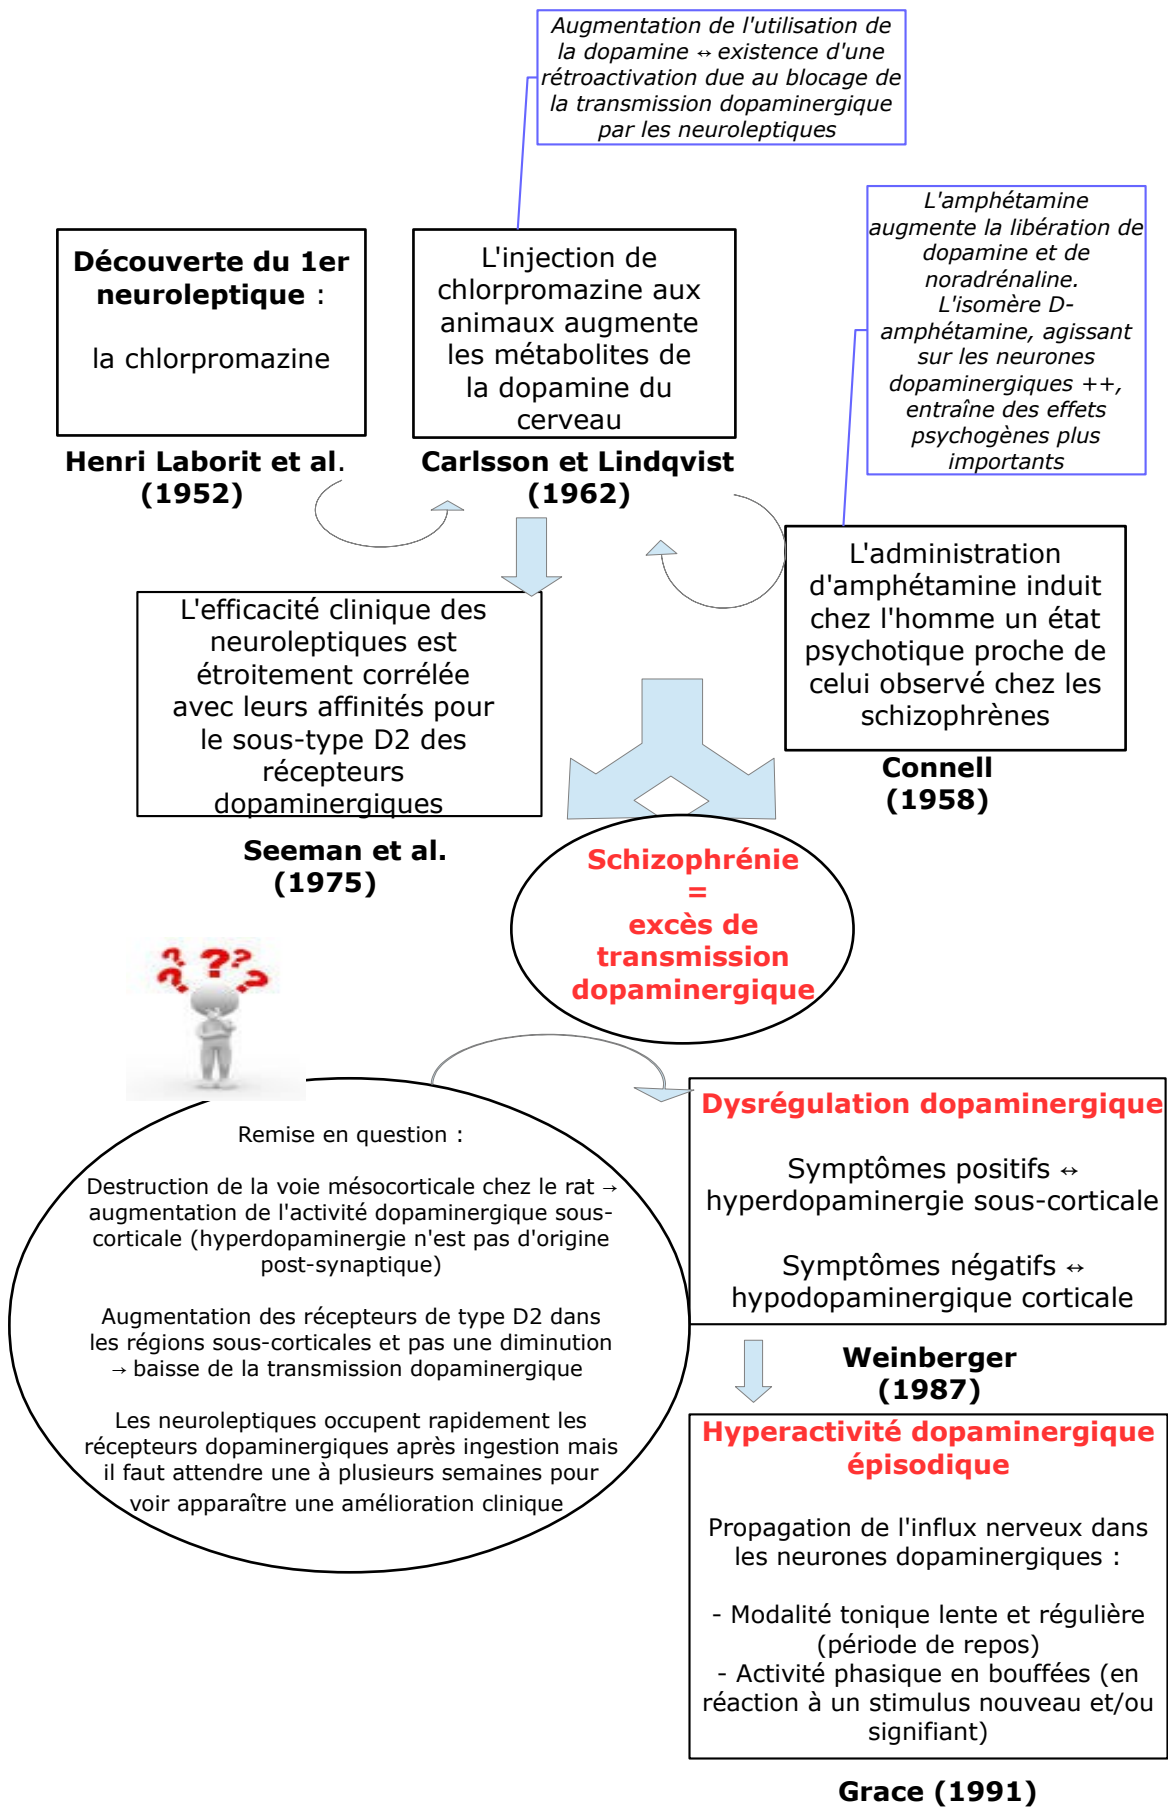 Augmentation de l'utilisation de
la dopamine ↔ existence d'une
rétroactivation due au blocage de
la transmission dopaminergique
par les neuroleptiques
L'amphétamine
augmente la libération de
dopamine et de
noradrénaline.
L'isomère D-
amphétamine, agissant
sur les neurones
dopaminergiques ++,
entraîne des effets
psychogènes plus
importants
Découverte du 1er
neuroleptique :
la chlorpromazine
Henri Laborit et al.
(1952)
L'injection de
chlorpromazine aux
animaux augmente
les métabolites de
la dopamine du
cerveau
Carlsson et Lindqvist
(1962)
L'administration
d'amphétamine induit
chez l'homme un état
psychotique proche de
celui observé chez les
schizophrènes
Connell
(1958)
L'efficacité clinique des
neuroleptiques est
étroitement corrélée
avec leurs affinités pour
le sous-type D2 des
récepteurs
dopaminergiques
Seeman et al.
(1975)
Schizophrénie
=
excès de
transmission
dopaminergique
? ? ? ? ?
Remise en question :
Destruction de la voie mésocorticale chez le rat →
augmentation de l'activité dopaminergique sous-
corticale (hyperdopaminergie n'est pas d'origine
post-synaptique)
Augmentation des récepteurs de type D2 dans
les régions sous-corticales et pas une diminution
→ baisse de la transmission dopaminergique
Les neuroleptiques occupent rapidement les
récepteurs dopaminergiques après ingestion mais
il faut attendre une à plusieurs semaines pour
voir apparaître une amélioration clinique
Dysrégulation dopaminergique
Symptômes positifs ↔
hyperdopaminergie sous-corticale
Symptômes négatifs ↔
hypodopaminergique corticale
Weinberger
(1987)
Hyperactivité dopaminergique
épisodique
Propagation de l'influx nerveux dans
les neurones dopaminergiques :
- Modalité tonique lente et régulière
(période de repos)
- Activité phasique en bouffées (en
réaction à un stimulus nouveau et/ou
signifiant)
Grace (1991)